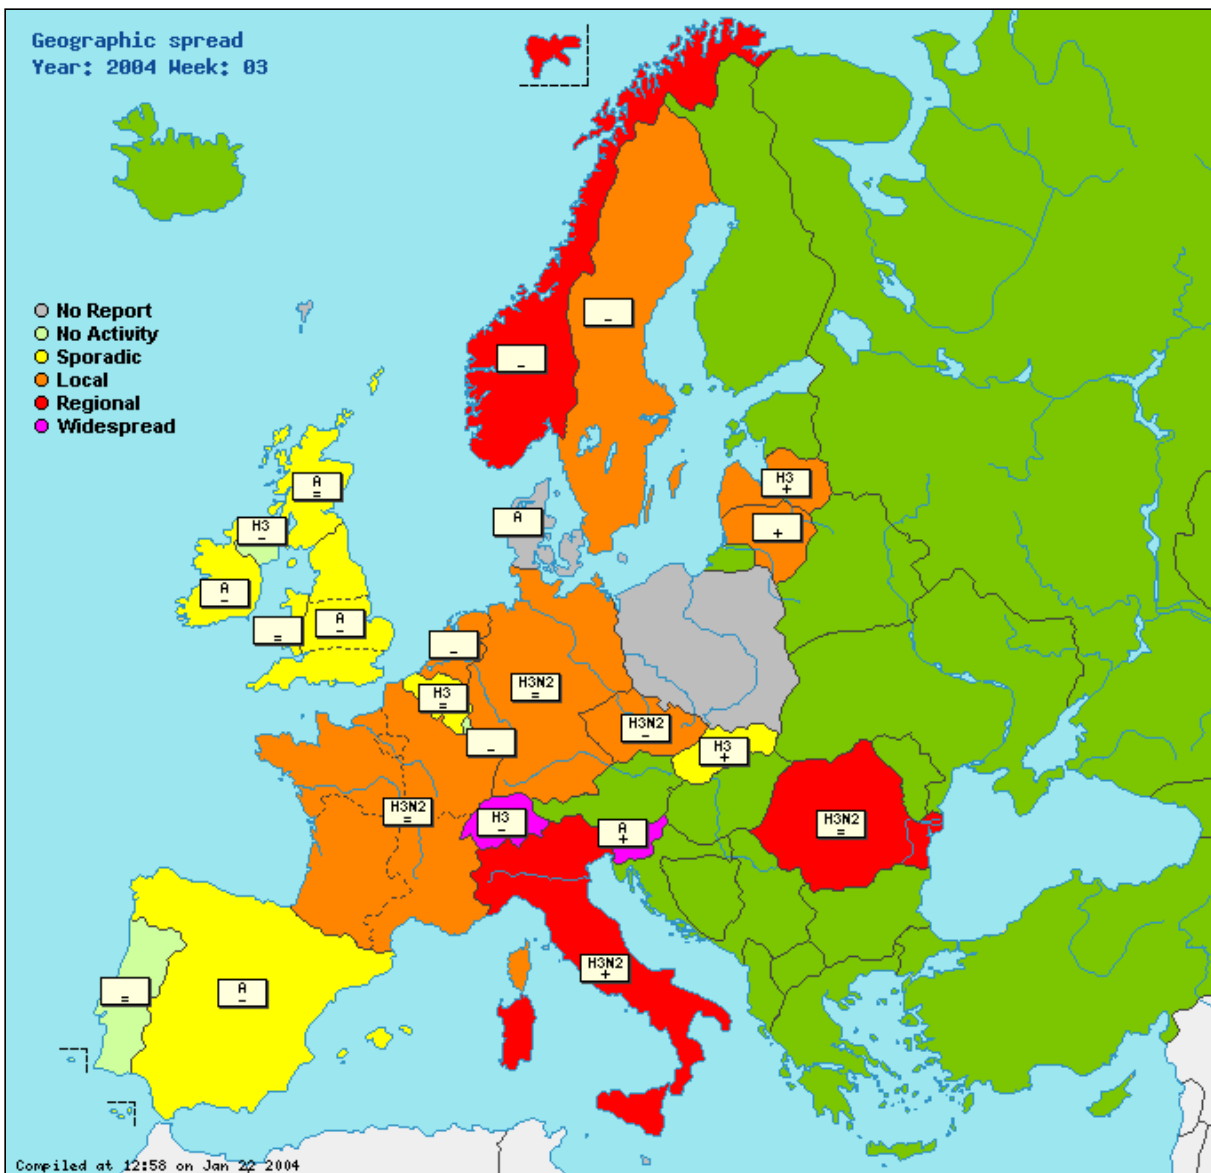 Geographic spread
Year: 2004 Week: 03
No Report
No Activity
Sporadic
Local
Regional
Widespread
–
–
A
=
H3
–
A
–
=
A
–
A
H3
+
+
–
H3
=
H3N2
=
–
H3N2
–
H3
+
H3N2
=
H3
–
A
+
H3N2
=
H3N2
+
=
A
–
Compiled at 12:58 on Jan 22 2004